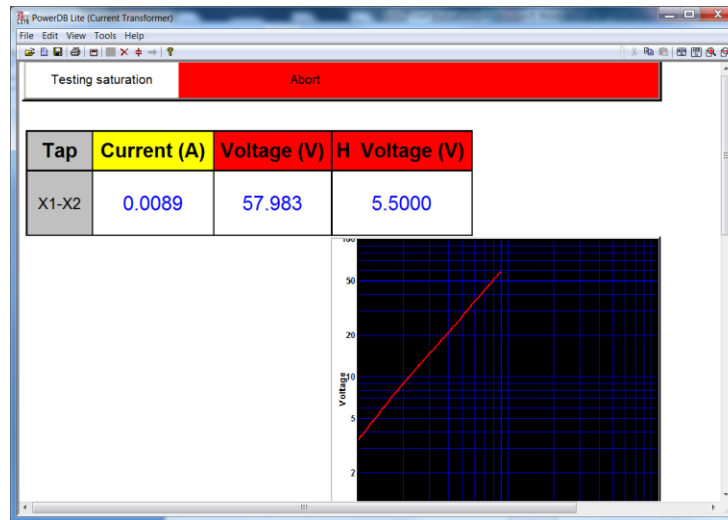 PowerDB Lite (Current Transformer)
File Edit View Tools Help
Testing saturation Abort
Tap Current (A) Voltage (V) H Voltage (V)
X1-X2 0.0089 57.983 5.5000
100
50
20
10
Voltage
5
2